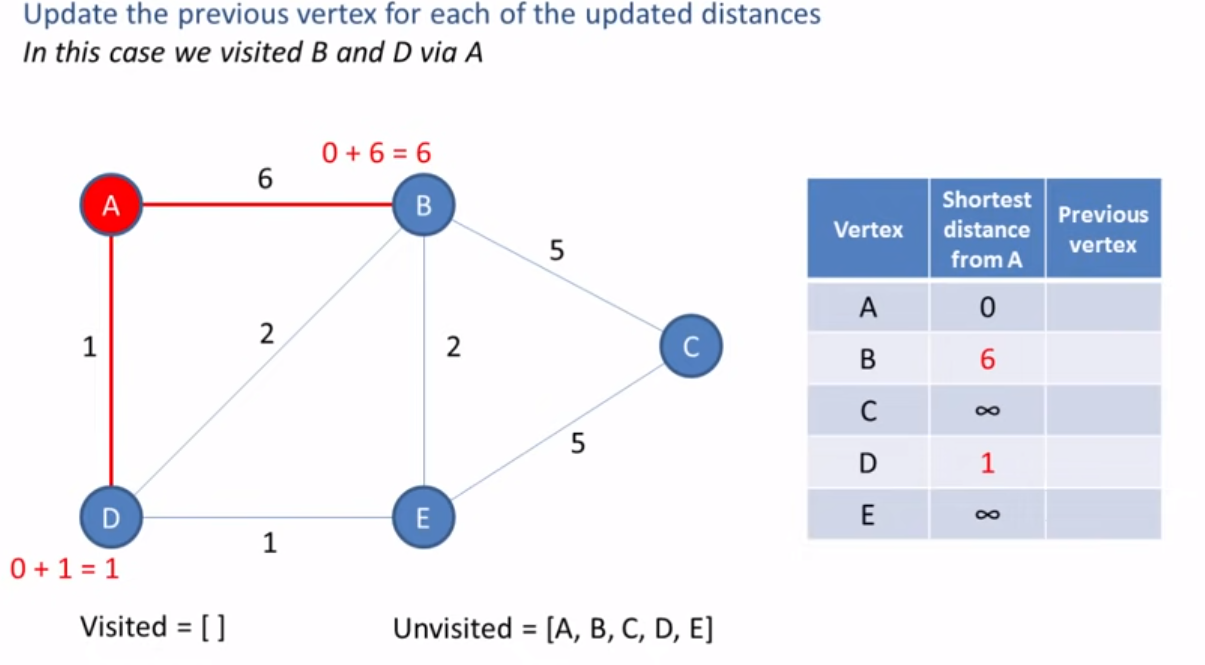 Update the previous vertex for each of the updated distances
In this case we visited B and D via A
0 + 6 = 6
6
A
B
5
1
2
2
C
5
D
E
1
0 + 1 = 1
Visited = [ ]
Unvisited = [A, B, C, D, E]
Vertex
Shortest
distance
from A
Previous
vertex
A 0
B 6
C ∞
D 1
E ∞